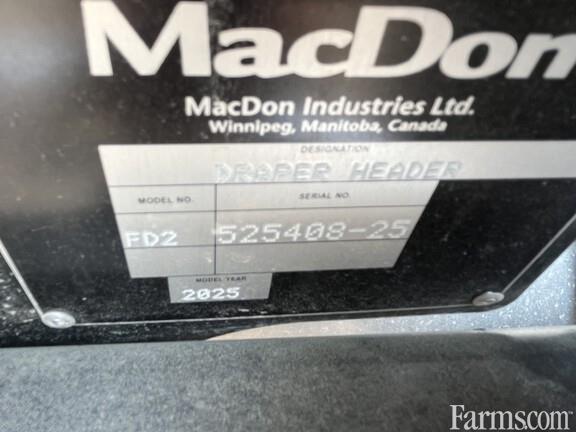 MacDon
MacDon Industries Ltd.
Winnipeg, Manitoba, Canada
DESIGNATION
DRAPER HEADER
MODEL NO. SERIAL NO.
FD2 525408-25
MODEL YEAR
2025
Farms.com